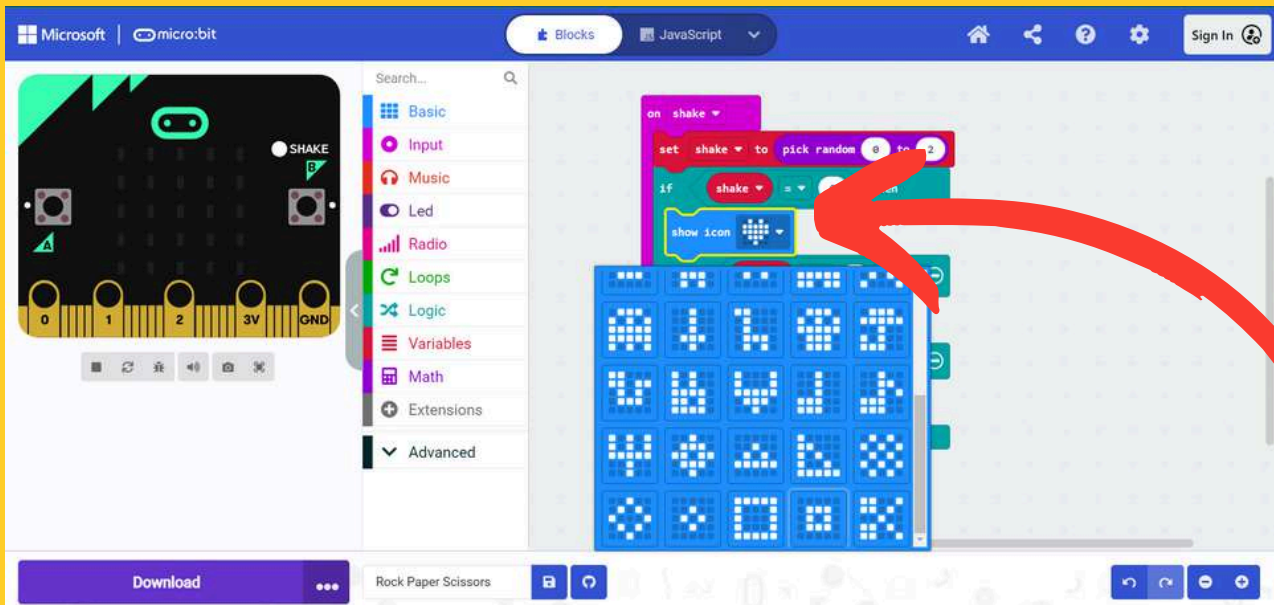 Microsoft micro:bit Blocks JavaScript Sign In
SHAKE
B
A
0 1 2 3V GND
Search...
Basic
Input
Music
Led
Radio
Loops
Logic
Variables
Math
Extensions
Advanced
on shake
set shake to pick random 0 to 2
if shake =
show icon
Download ••• Rock Paper Scissors